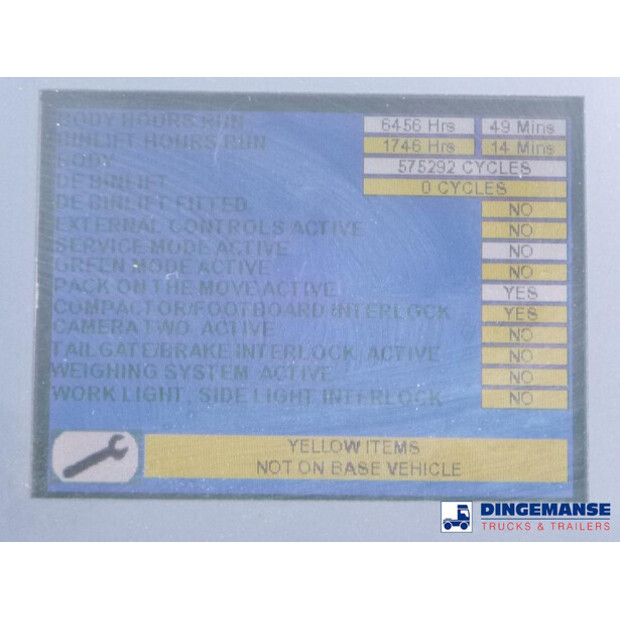 BODY HOURS RUN 6456 Hrs 49 Mins
BINLIFT HOURS RUN 1746 Hrs 14 Mins
BODY 575292 CYCLES
DE BINLIFT 0 CYCLES
DE BINLIFT FITTED NO
EXTERNAL CONTROLS ACTIVE NO
SERVICE MODE ACTIVE NO
GREEN MODE ACTIVE NO
PACK ON THE MOVE ACTIVE YES
COMPACTOR/FOOTBOARD INTERLOCK YES
CAMERA TWO ACTIVE NO
TAILGATE/BRAKE INTERLOCK ACTIVE NO
WEIGHING SYSTEM ACTIVE NO
WORK LIGHT, SIDE LIGHT INTERLOCK NO
YELLOW ITEMS
NOT ON BASE VEHICLE
DINGEMANSE
TRUCKS & TRAILERS